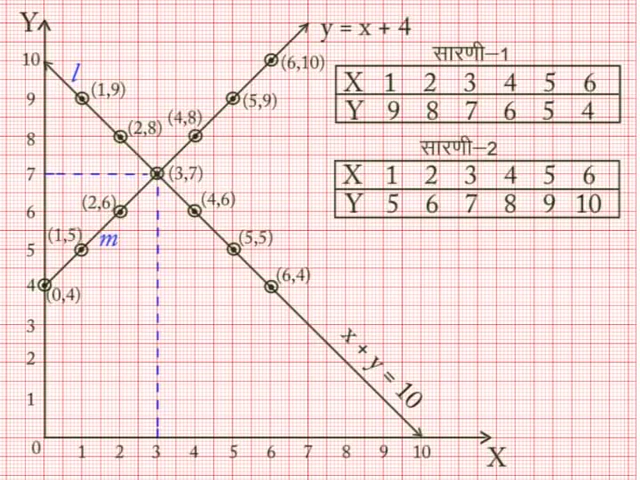 Y
y = x + 4
10
l
(6,10)
सारणी–1
X 1 2 3 4 5 6
Y 9 8 7 6 5 4
9
(1,9)
(5,9)
8
(2,8)
(4,8)
सारणी–2
X 1 2 3 4 5 6
Y 5 6 7 8 9 10
7
(3,7)
6
(2,6)
(4,6)
5
(1,5)
m
(5,5)
4
(0,4)
(6,4)
3
x + y = 10
2
1
0 1 2 3 4 5 6 7 8 9 10
X